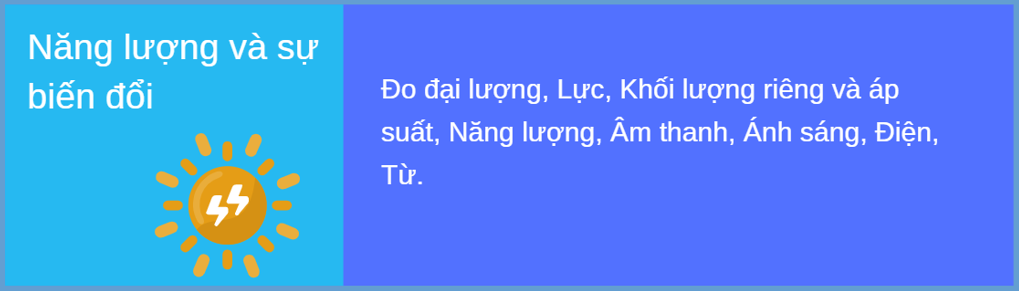 Năng lượng và sự
biến đổi
Đo đại lượng, Lực, Khối lượng riêng và áp
suất, Năng lượng, Âm thanh, Ánh sáng, Điện,
Từ.